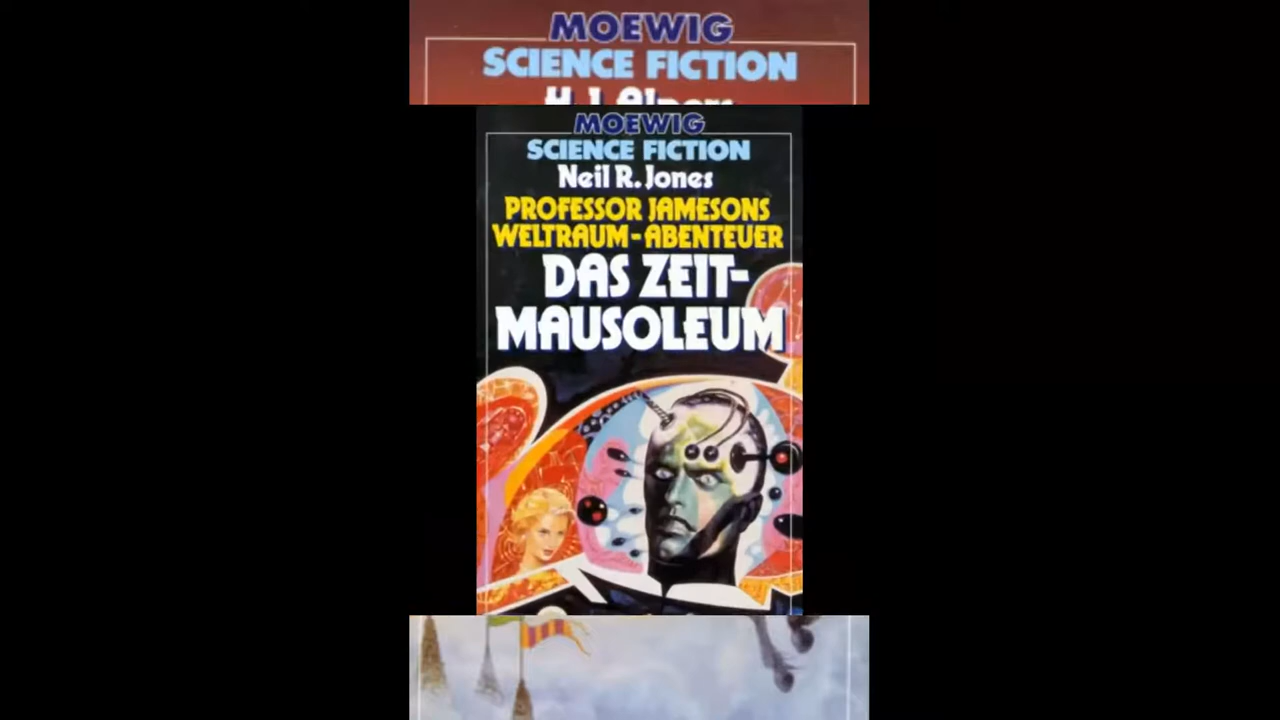 MOEWIG
SCIENCE FICTION
MOEWIG
SCIENCE FICTION
Neil R. Jones
PROFESSOR JAMESONS
WELTRAUM-ABENTEUER
DAS ZEIT-
MAUSOLEUM